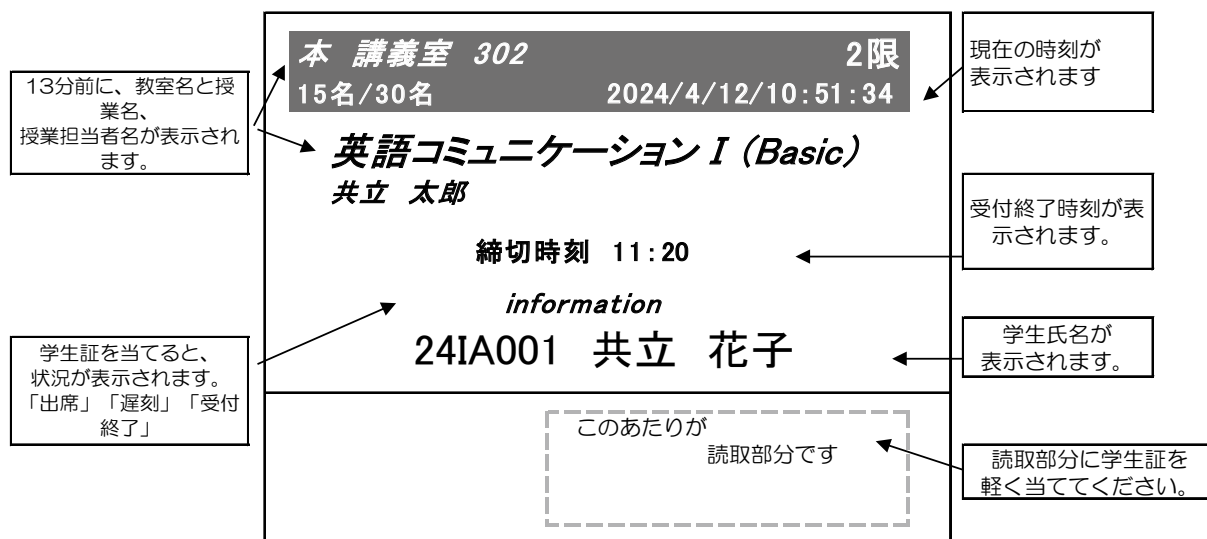 本 講義室 302
2限
15名/30名
2024/4/12/10:51:34
英語コミュニケーションⅠ(Basic)
共立 太郎
締切時刻 11:20
information
24IA001 共立 花子
このあたりが
読取部分です
13分前に、教室名と授
業名、
授業担当者名が表示され
ます。
学生証を当てると、
状況が表示されます。
「出席」「遅刻」「受付
終了」
現在の時刻が
表示されます
受付終了時刻が表
示されます。
学生氏名が
表示されます。
読取部分に学生証を
軽く当ててください。